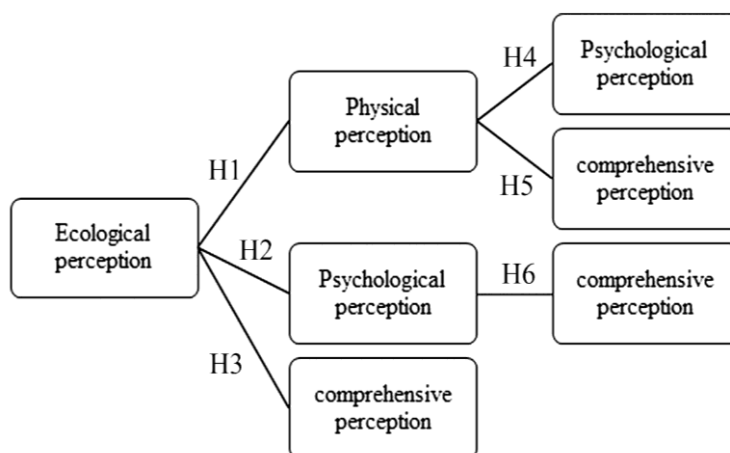 Ecological
perception
H1
H2
H3
Physical
perception
Psychological
perception
comprehensive
perception
H4
H5
H6
Psychological
perception
comprehensive
perception
comprehensive
perception